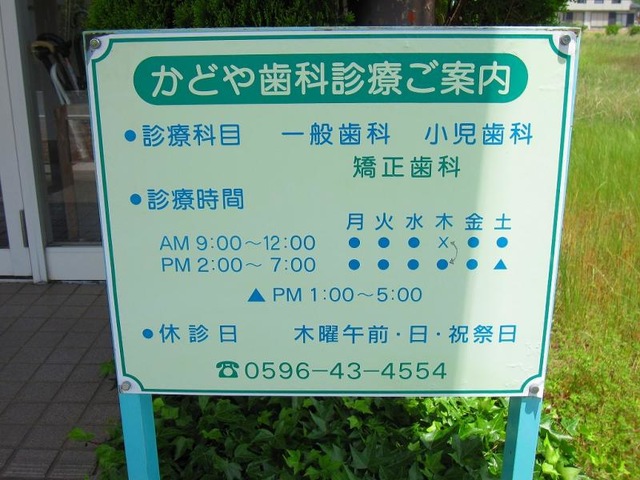 かどや歯科診療ご案内
●診療科目　一般歯科　小児歯科
矯正歯科
●診療時間
月 火 水 木 金 土
AM 9:00〜12:00 ● ● ● X ● ●
PM 2:00〜7:00 ● ● ● ● ● ▲
▲ PM 1:00〜5:00
●休診日　木曜午前・日・祝祭日
☎0596-43-4554